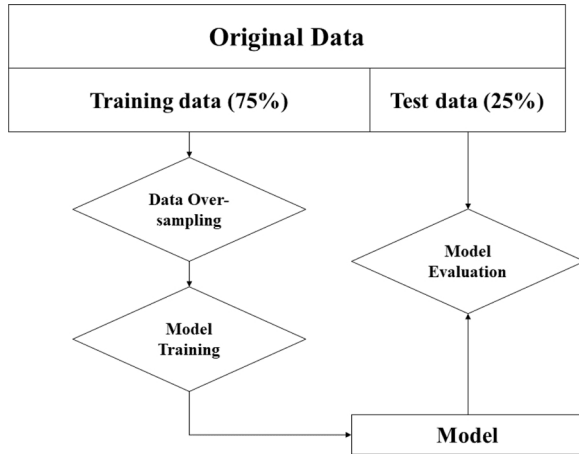 Original Data
Training data (75%)
Test data (25%)
Data Over-
sampling
Model
Evaluation
Model
Training
Model